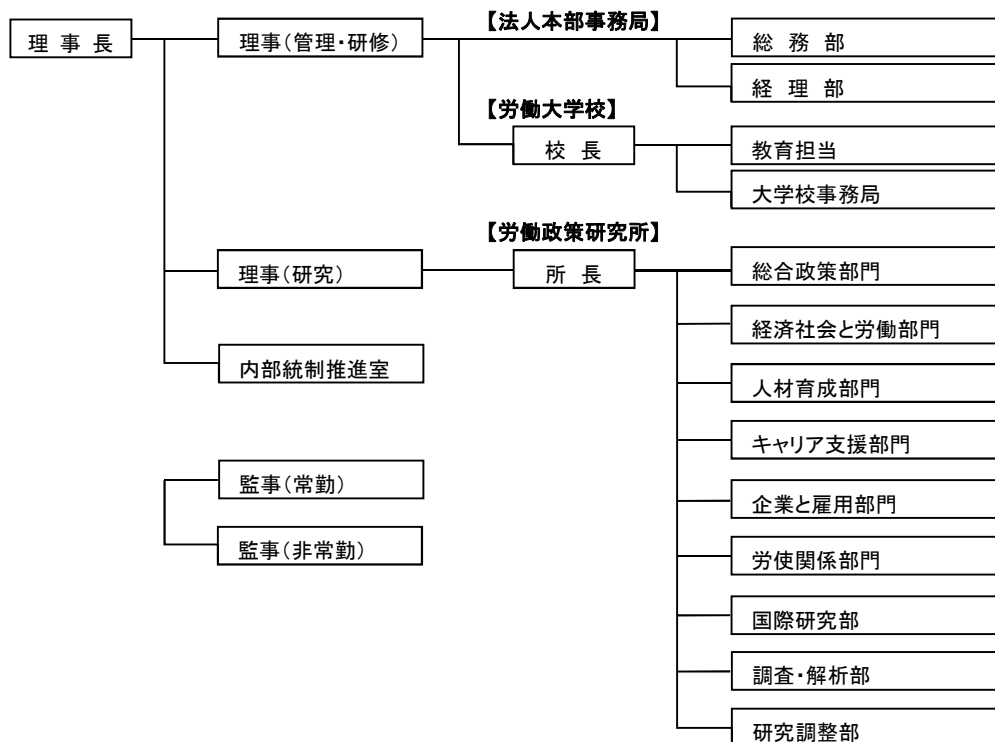 【法人本部事務局】
理 事 長
理事（管理・研修）
総 務 部
経 理 部
【労働大学校】
校 長
教育担当
大学校事務局
【労働政策研究所】
理事（研究）
所 長
総合政策部門
経済社会と労働部門
内部統制推進室
人材育成部門
キャリア支援部門
監事（常勤）
企業と雇用部門
監事（非常勤）
労使関係部門
国際研究部
調査・解析部
研究調整部